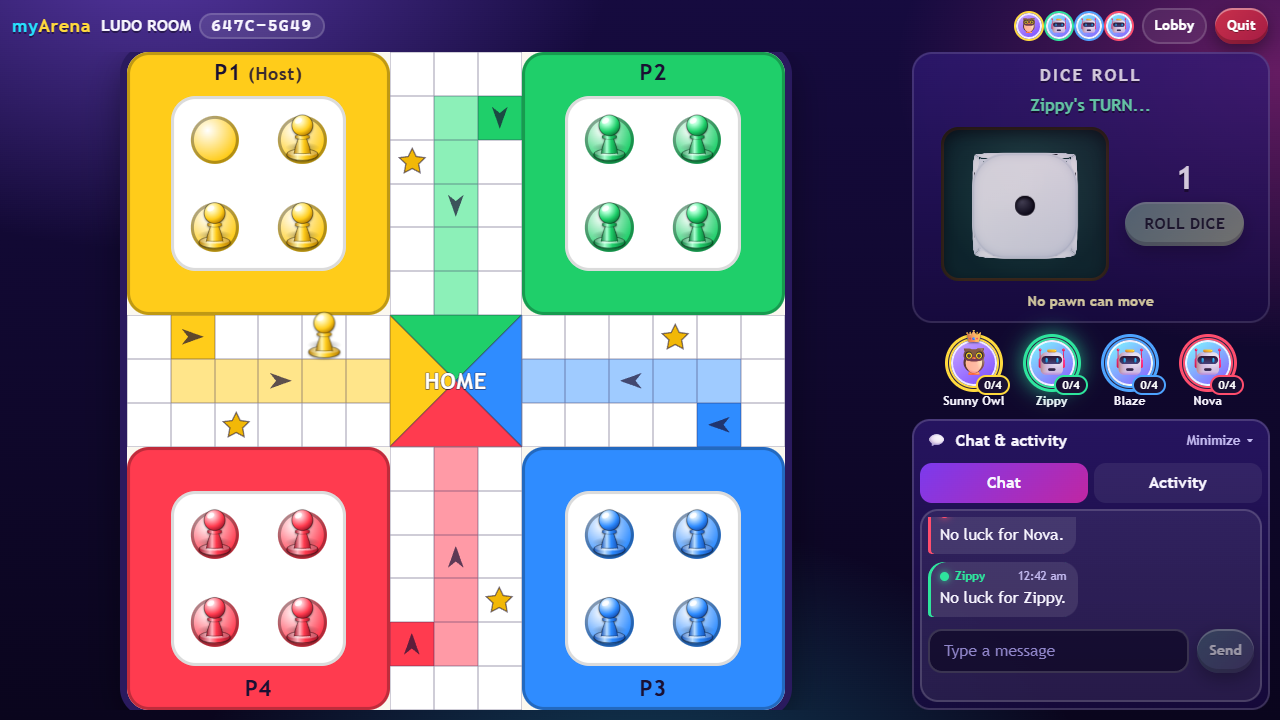 myArena LUDO ROOM 647C-5G49
Lobby
Quit
P1 (Host)
P2
HOME
P4
P3
DICE ROLL
Zippy's TURN...
1
ROLL DICE
No pawn can move
0/4
0/4
0/4
0/4
Sunny Owl
Zippy
Blaze
Nova
Chat & activity
Minimize
Chat
Activity
No luck for Nova.
Zippy 12:42 am
No luck for Zippy.
Type a message
Send